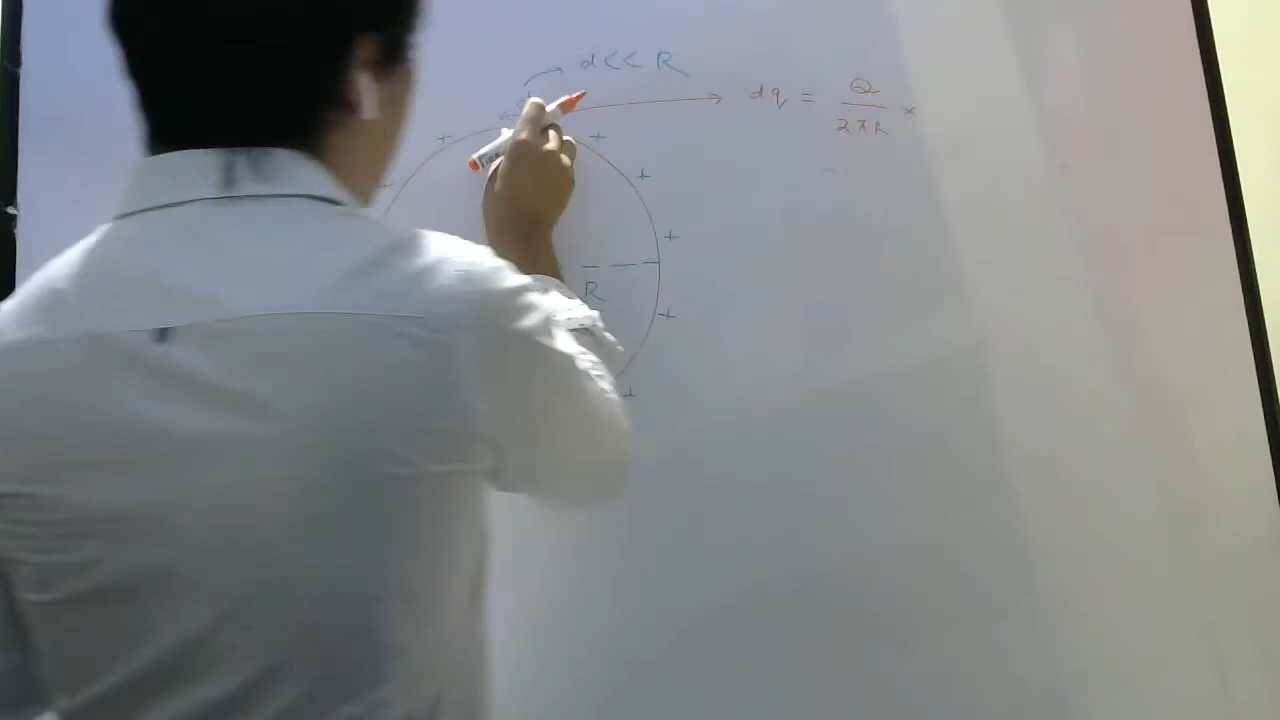 d<< R
dq = Q/2πR ×
+ +
+
+
R
+
+